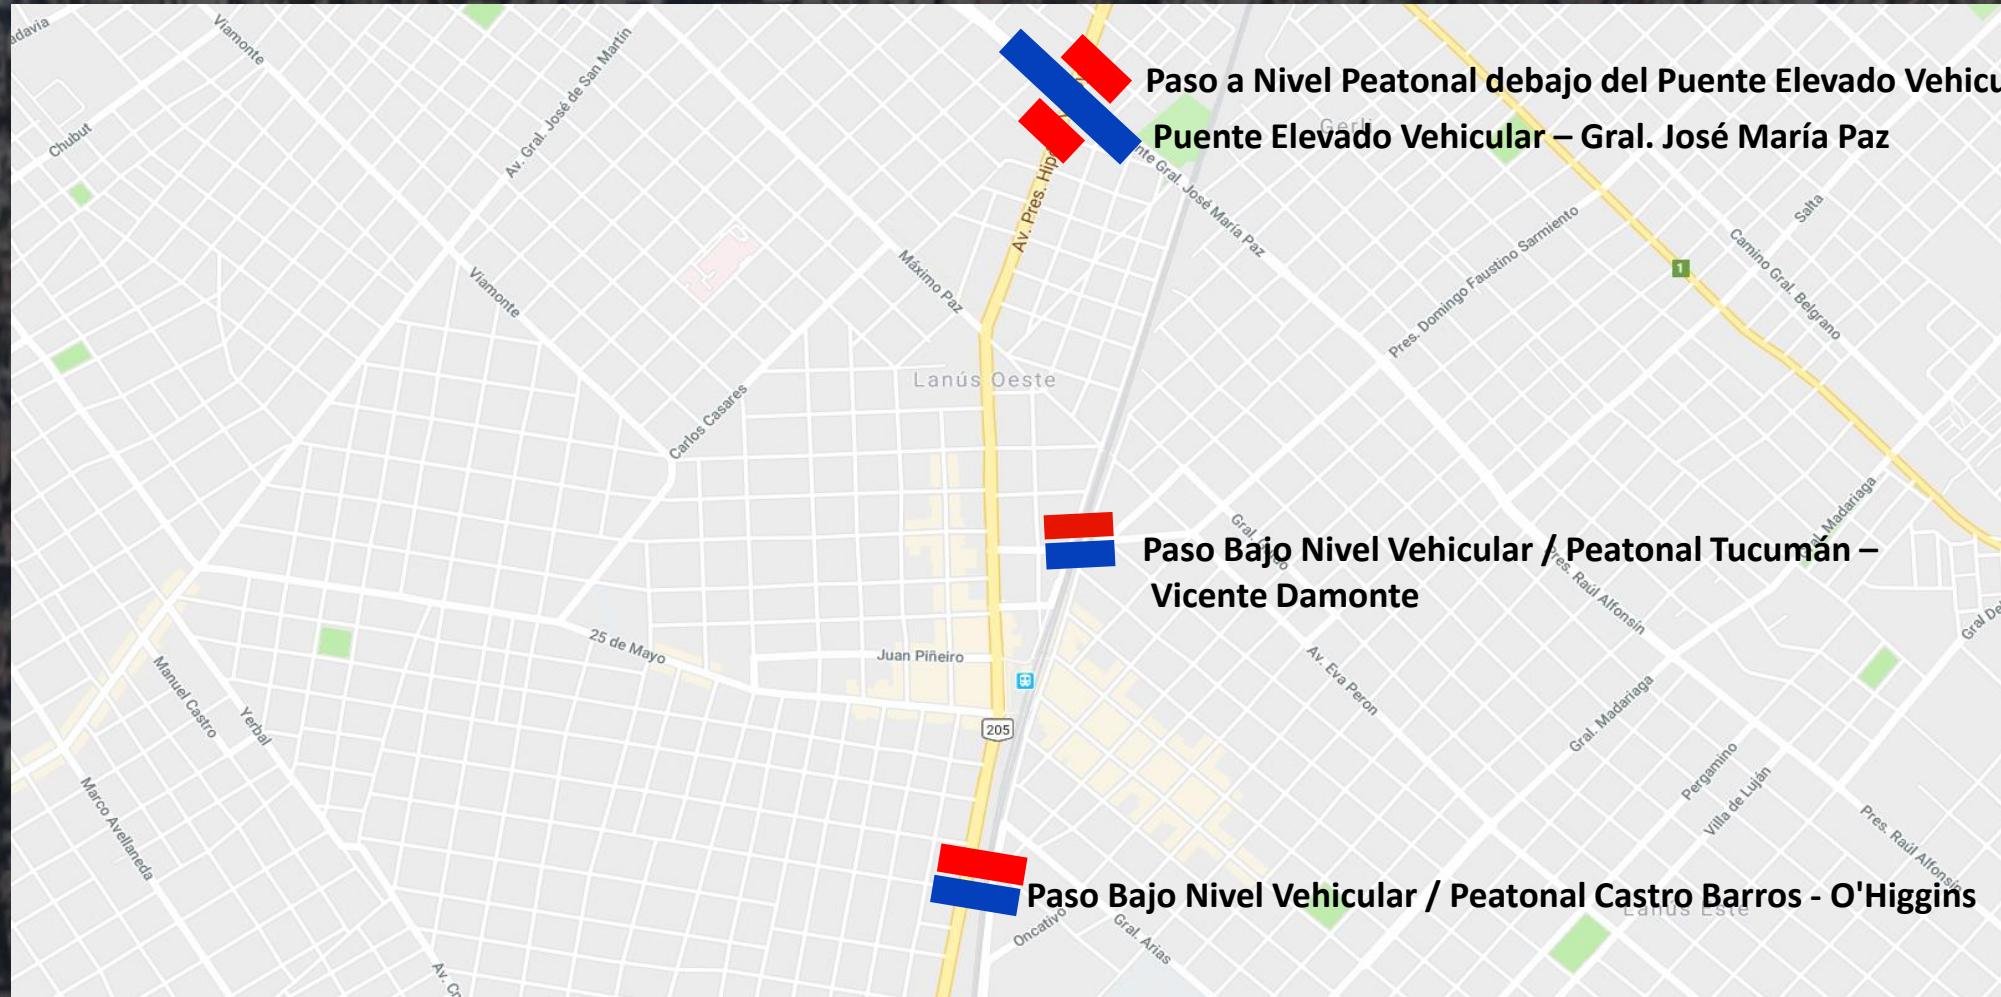 Viamonte
Av. Gral. José de San Martín
Chubut
Paso a Nivel Peatonal debajo del Puente Elevado
Gerli
Puente Elevado Vehicular – Gral. José María Paz
Gral. José María Paz
Av. Pres.
Salta
Camino Gral. Belgrano
Pres. Domingo Faustino Sarmiento
1
Máximo Paz
Viamonte
Lanús Oeste
Carlos Casares
Gral. Madariaga
Gral.
Paso Bajo Nivel Vehicular / Peatonal Tucumán –
Vicente Damonte
Pres. Raúl Alfonsín
25 de Mayo
Juan Piñeiro
Av. Eva Peron
Manuel Castro
Yerbal
205
Gral. Madariaga
Pergamino
Villa de Luján
Marco Avellaneda
Pres. Raúl Alfonsín
Paso Bajo Nivel Vehicular / Peatonal Castro Barros - O'Higgins
Lanús Este
Oncativo
Gral. Arias
Av.